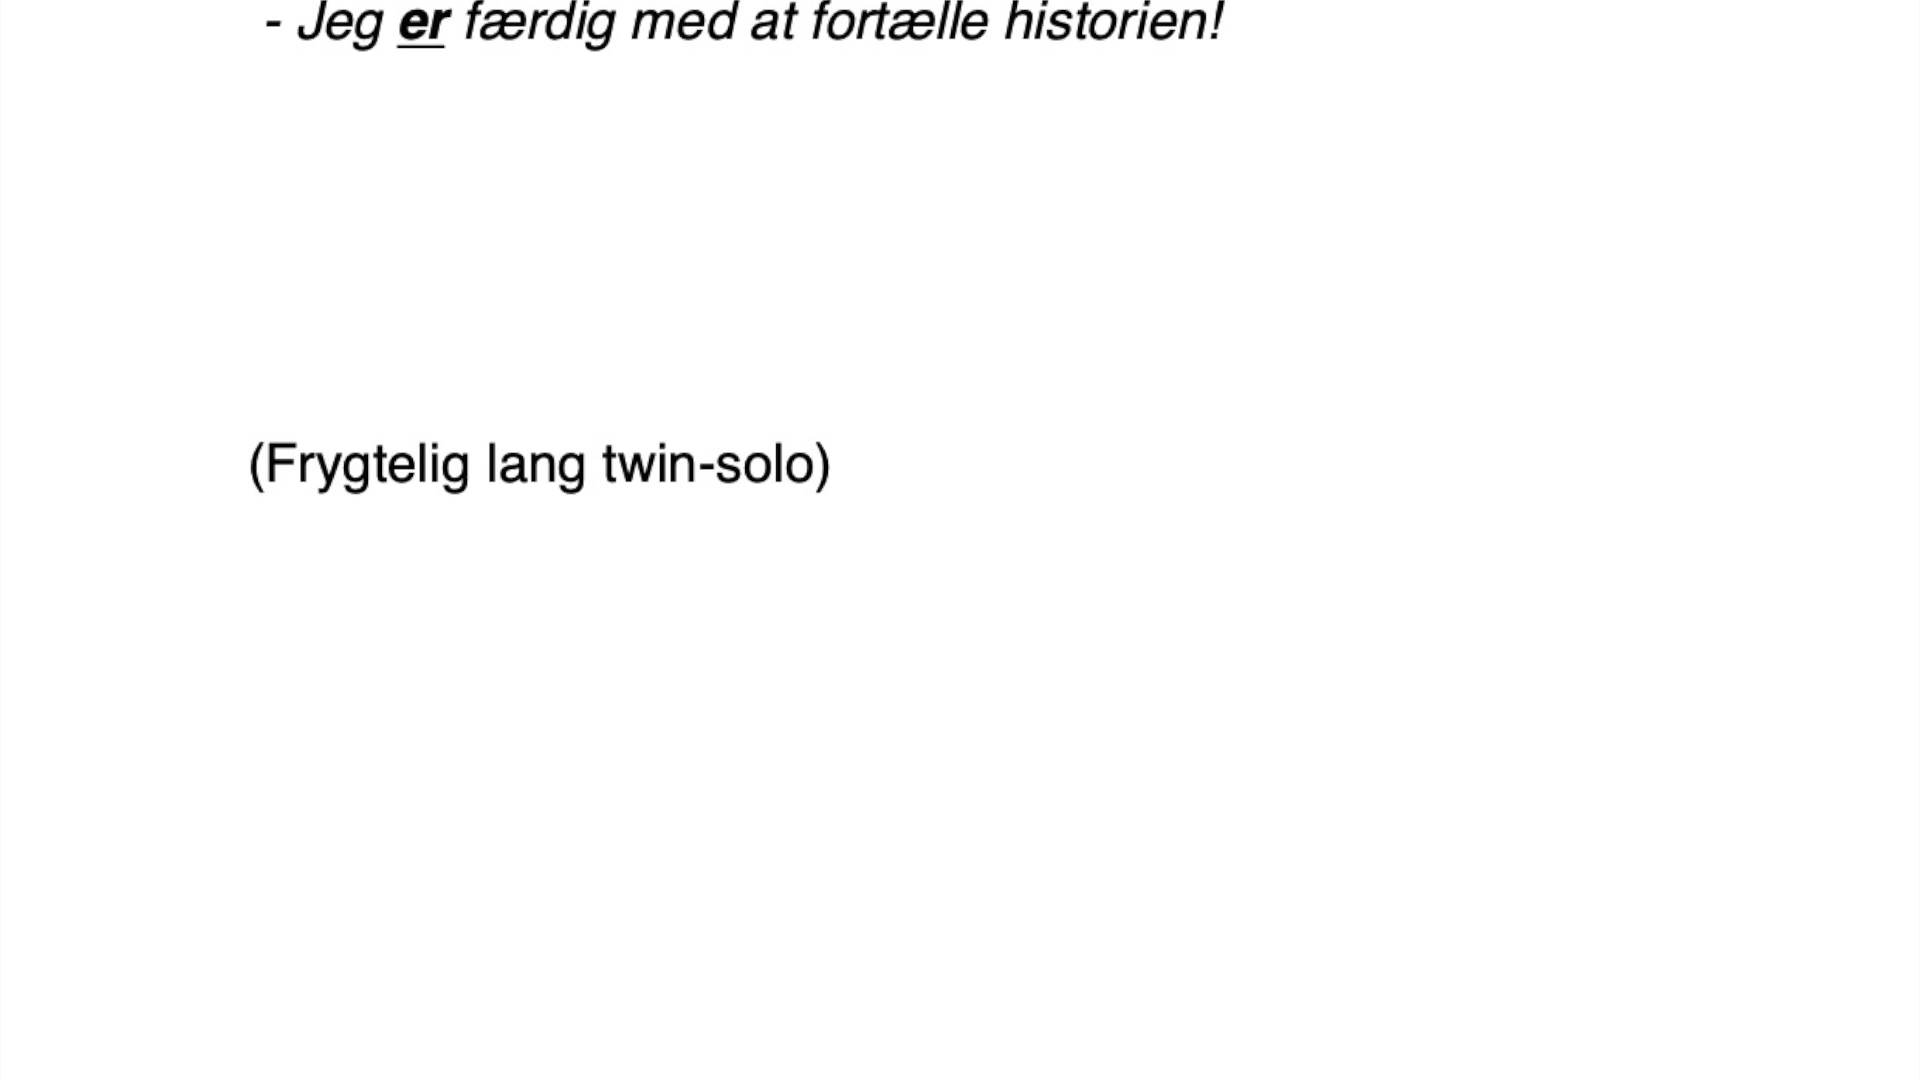 - Jeg er færdig med at fortælle historien!
(Frygtelig lang twin-solo)